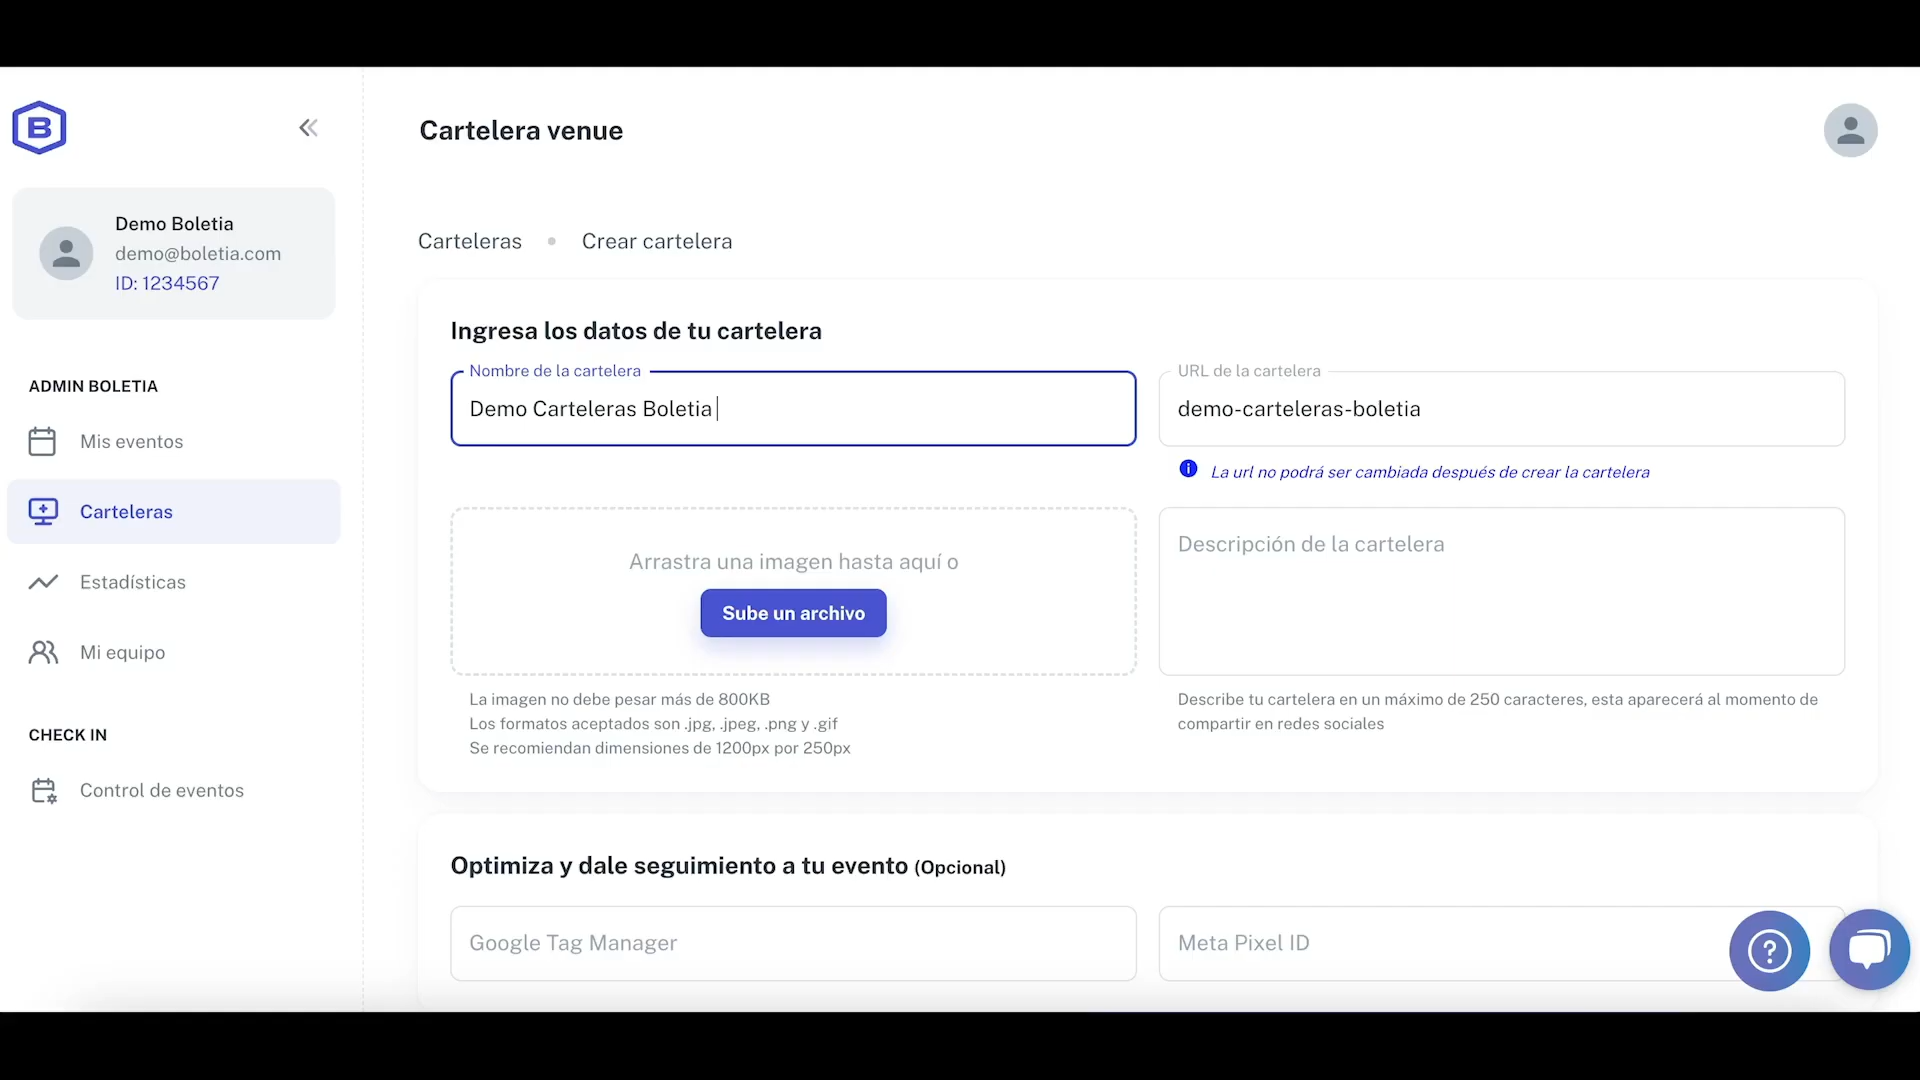 B
Cartelera venue
Demo Boletia
demo@boletia.com
ID: 1234567
ADMIN BOLETIA
Mis eventos
Carteleras
Estadísticas
Mi equipo
CHECK IN
Control de eventos
Carteleras • Crear cartelera
Ingresa los datos de tu cartelera
Nombre de la cartelera
Demo Carteleras Boletia
URL de la cartelera
demo-carteleras-boletia
La url no podrá ser cambiada después de crear la cartelera
Arrastra una imagen hasta aquí o
Sube un archivo
La imagen no debe pesar más de 800KB
Los formatos aceptados son .jpg, .jpeg, .png y .gif
Se recomiendan dimensiones de 1200px por 250px
Descripción de la cartelera
Describe tu cartelera en un máximo de 250 caracteres, esta aparecerá al momento de
compartir en redes sociales
Optimiza y dale seguimiento a tu evento (Opcional)
Google Tag Manager
Meta Pixel ID
?